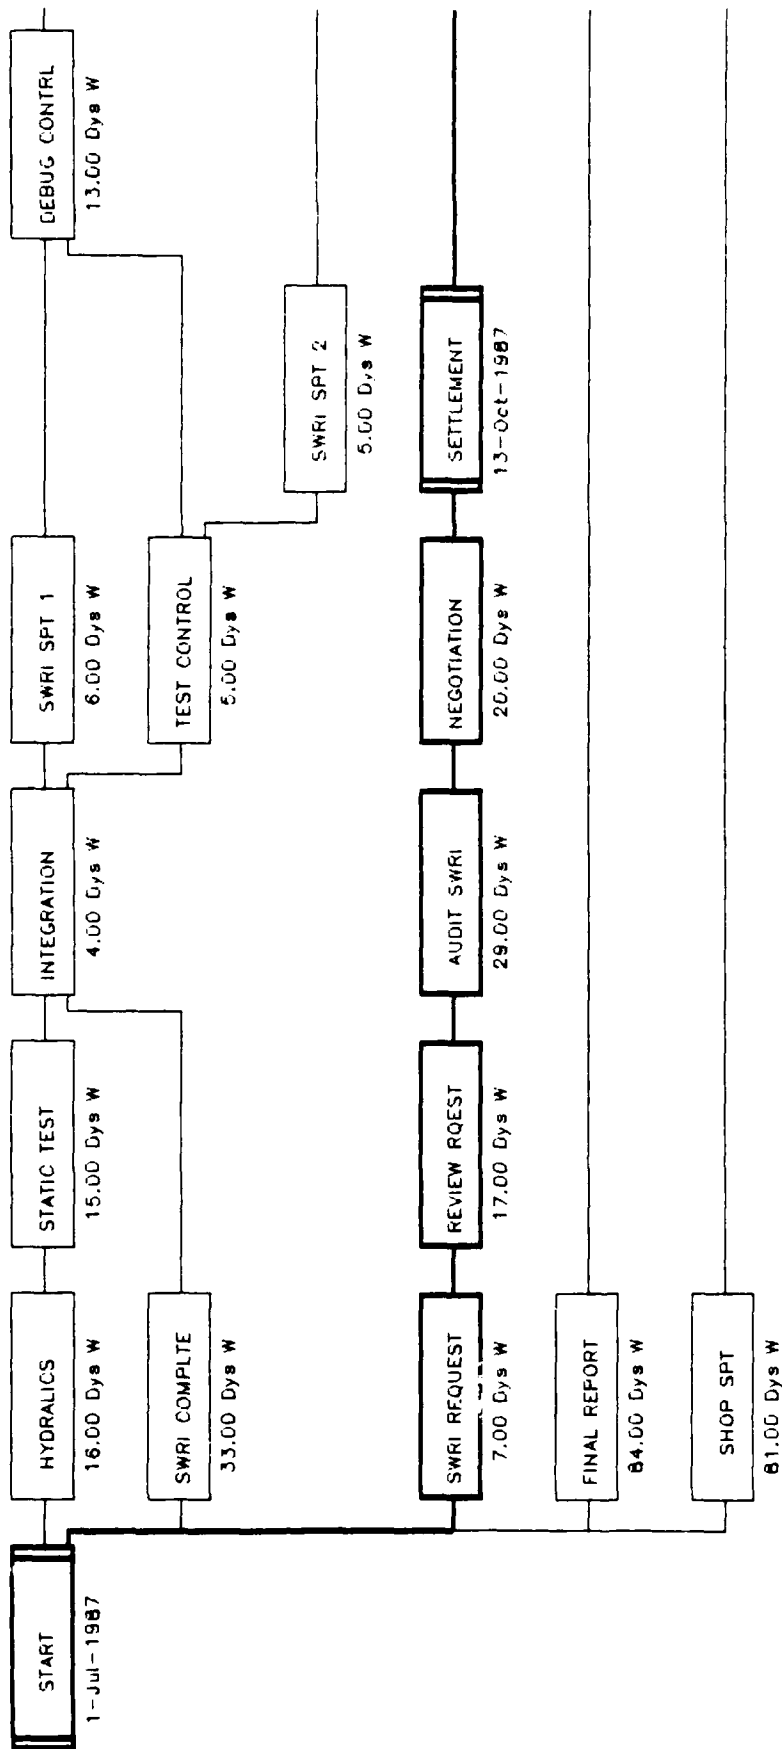 START
1-Jul-1987
HYDRALICS
16.00 Dys W
STATIC TEST
15.00 Dys W
INTEGRATION
4.00 Dys W
SWRI SPT 1
6.00 Dys W
DEBUG CONTRL
13.00 Dys W
SWRI COMPLTE
33.00 Dys W
TEST CONTROL
5.00 Dys W
SWRI SPT 2
5.00 Dys W
SWRI REQUEST
7.00 Dys W
REVIEW RQEST
17.00 Dys W
AUDIT SWRI
29.00 Dys W
NEGOTIATION
20.00 Dys W
SETTLEMENT
13-Oct-1987
FINAL REPORT
84.00 Dys W
SHOP SPT
81.00 Dys W